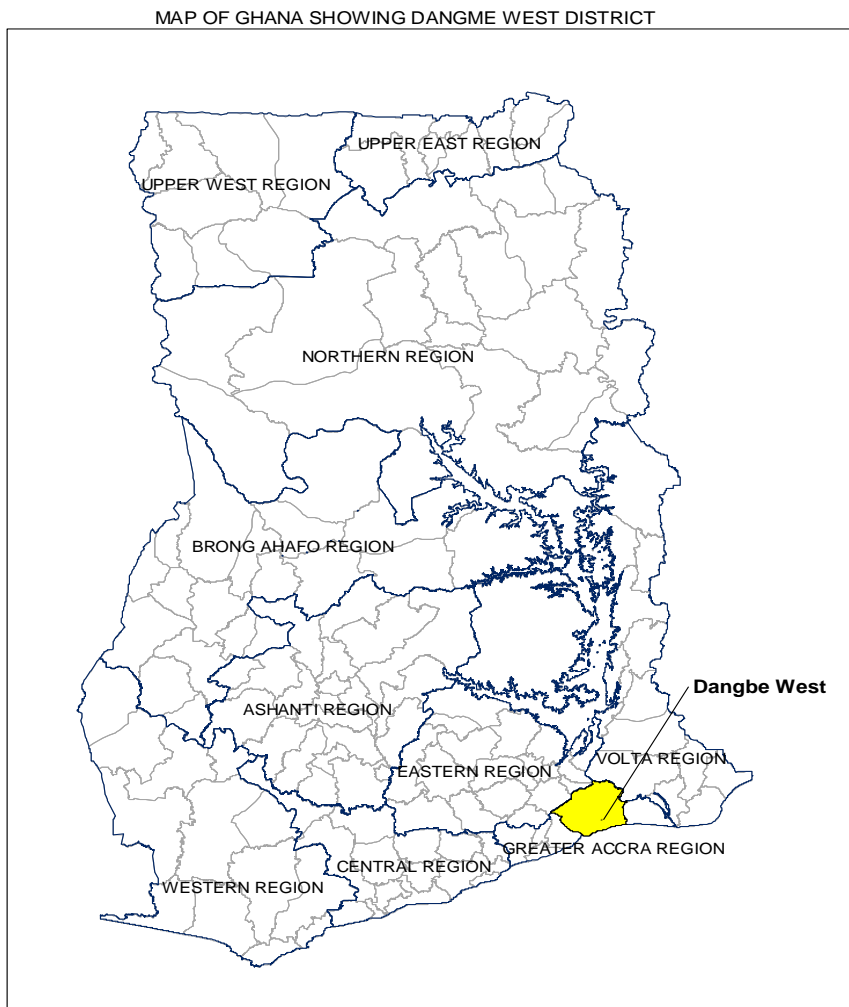 MAP OF GHANA SHOWING DANGME WEST DISTRICT
UPPER EAST REGION
UPPER WEST REGION
NORTHERN REGION
BRONG AHAFO REGION
Dangbe West
ASHANTI REGION
VOLTA REGION
EASTERN REGION
GREATER ACCRA REGION
CENTRAL REGION
WESTERN REGION